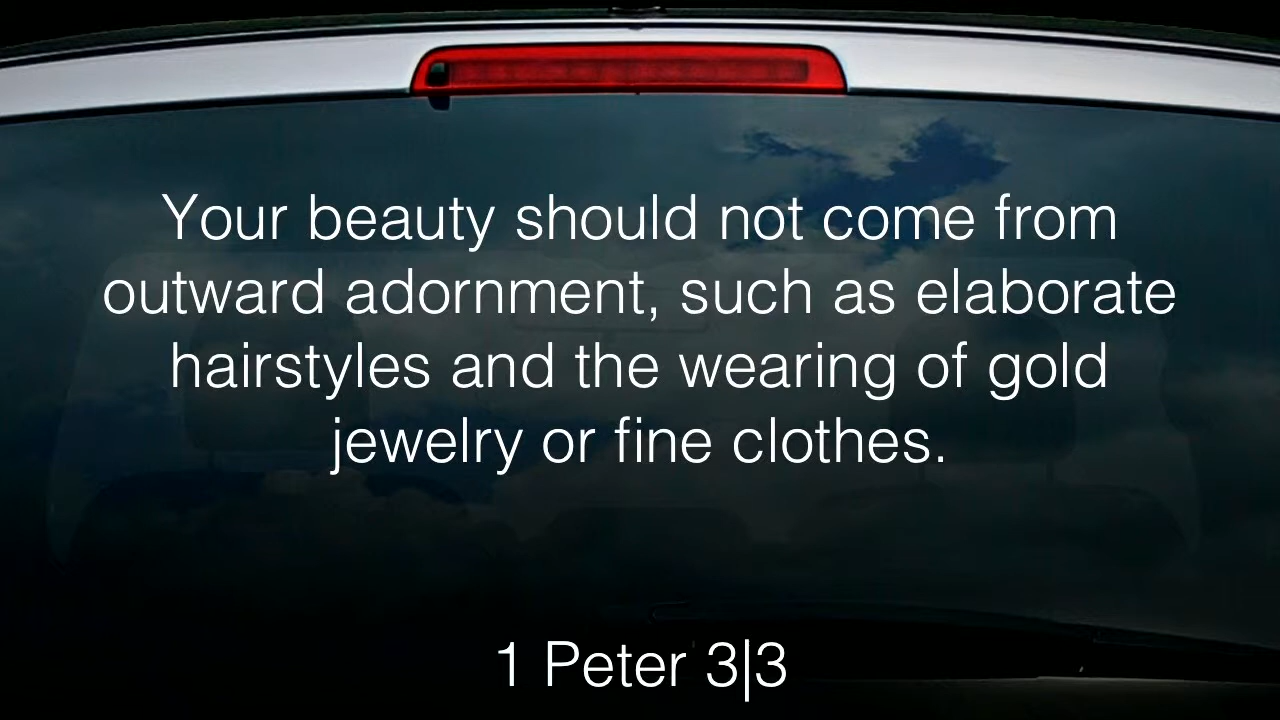 Your beauty should not come from
outward adornment, such as elaborate
hairstyles and the wearing of gold
jewelry or fine clothes.
1 Peter 3|3